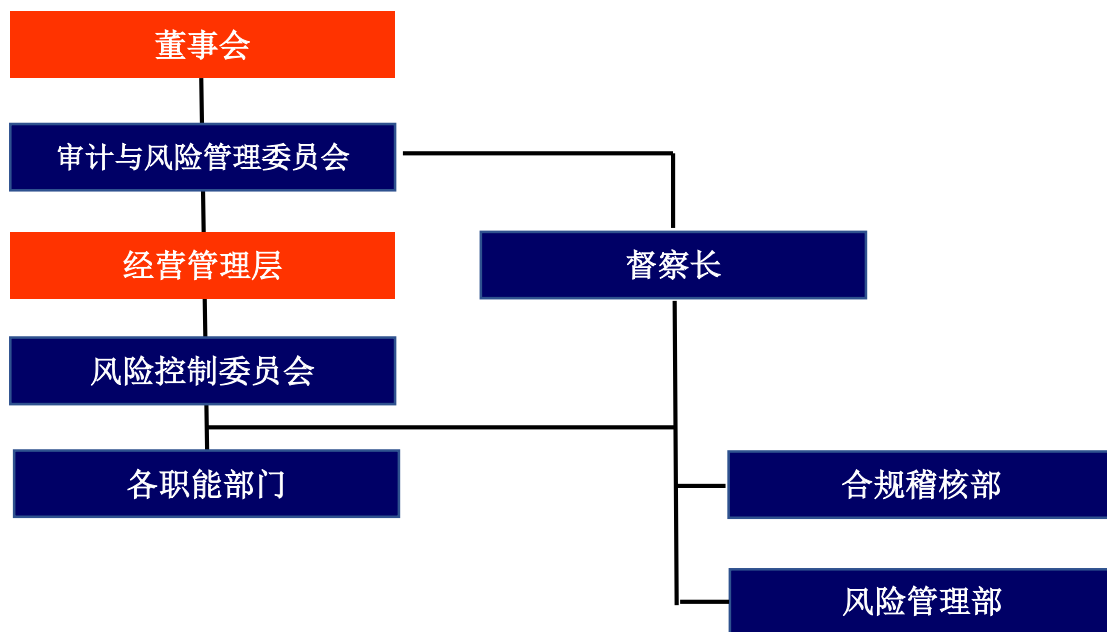 董事会
审计与风险管理委员会
经营管理层
督察长
风险控制委员会
各职能部门
合规稽核部
风险管理部